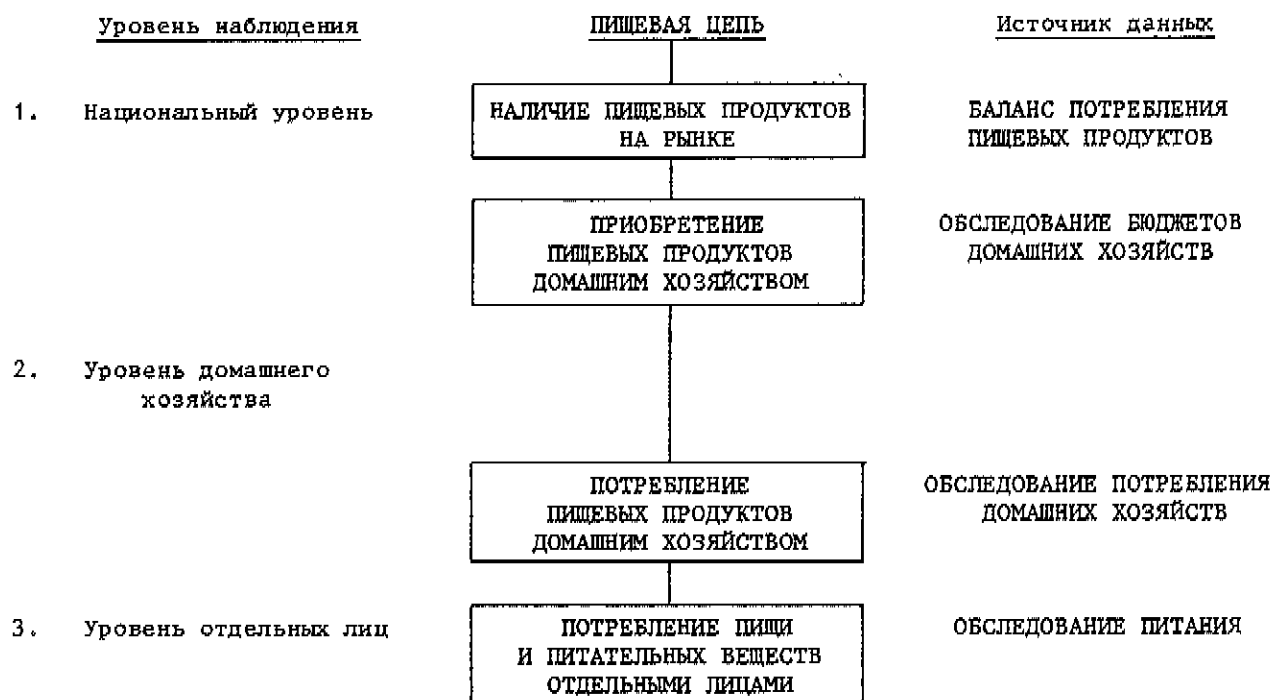 Уровень наблюдения ПИЩЕВАЯ ЦЕПЬ Источник данных
1. Национальный уровень НАЛИЧИЕ ПИЩЕВЫХ ПРОДУКТОВ БАЛАНС ПОТРЕБЛЕНИЯ
НА РЫНКЕ ПИЩЕВЫХ ПРОДУКТОВ
ПРИОБРЕТЕНИЕ ОБСЛЕДОВАНИЕ БЮДЖЕТОВ
ПИЩЕВЫХ ПРОДУКТОВ ДОМАШНИХ ХОЗЯЙСТВ
ДОМАШНИМ ХОЗЯЙСТВОМ
2. Уровень домашнего
хозяйства
ПОТРЕБЛЕНИЕ ОБСЛЕДОВАНИЕ ПОТРЕБЛЕНИЯ
ПИЩЕВЫХ ПРОДУКТОВ ДОМАШНИХ ХОЗЯЙСТВ
ДОМАШНИМ ХОЗЯЙСТВОМ
3. Уровень отдельных лиц ПОТРЕБЛЕНИЕ ПИЩИ ОБСЛЕДОВАНИЕ ПИТАНИЯ
И ПИТАТЕЛЬНЫХ ВЕЩЕСТВ
ОТДЕЛЬНЫМИ ЛИЦАМИ